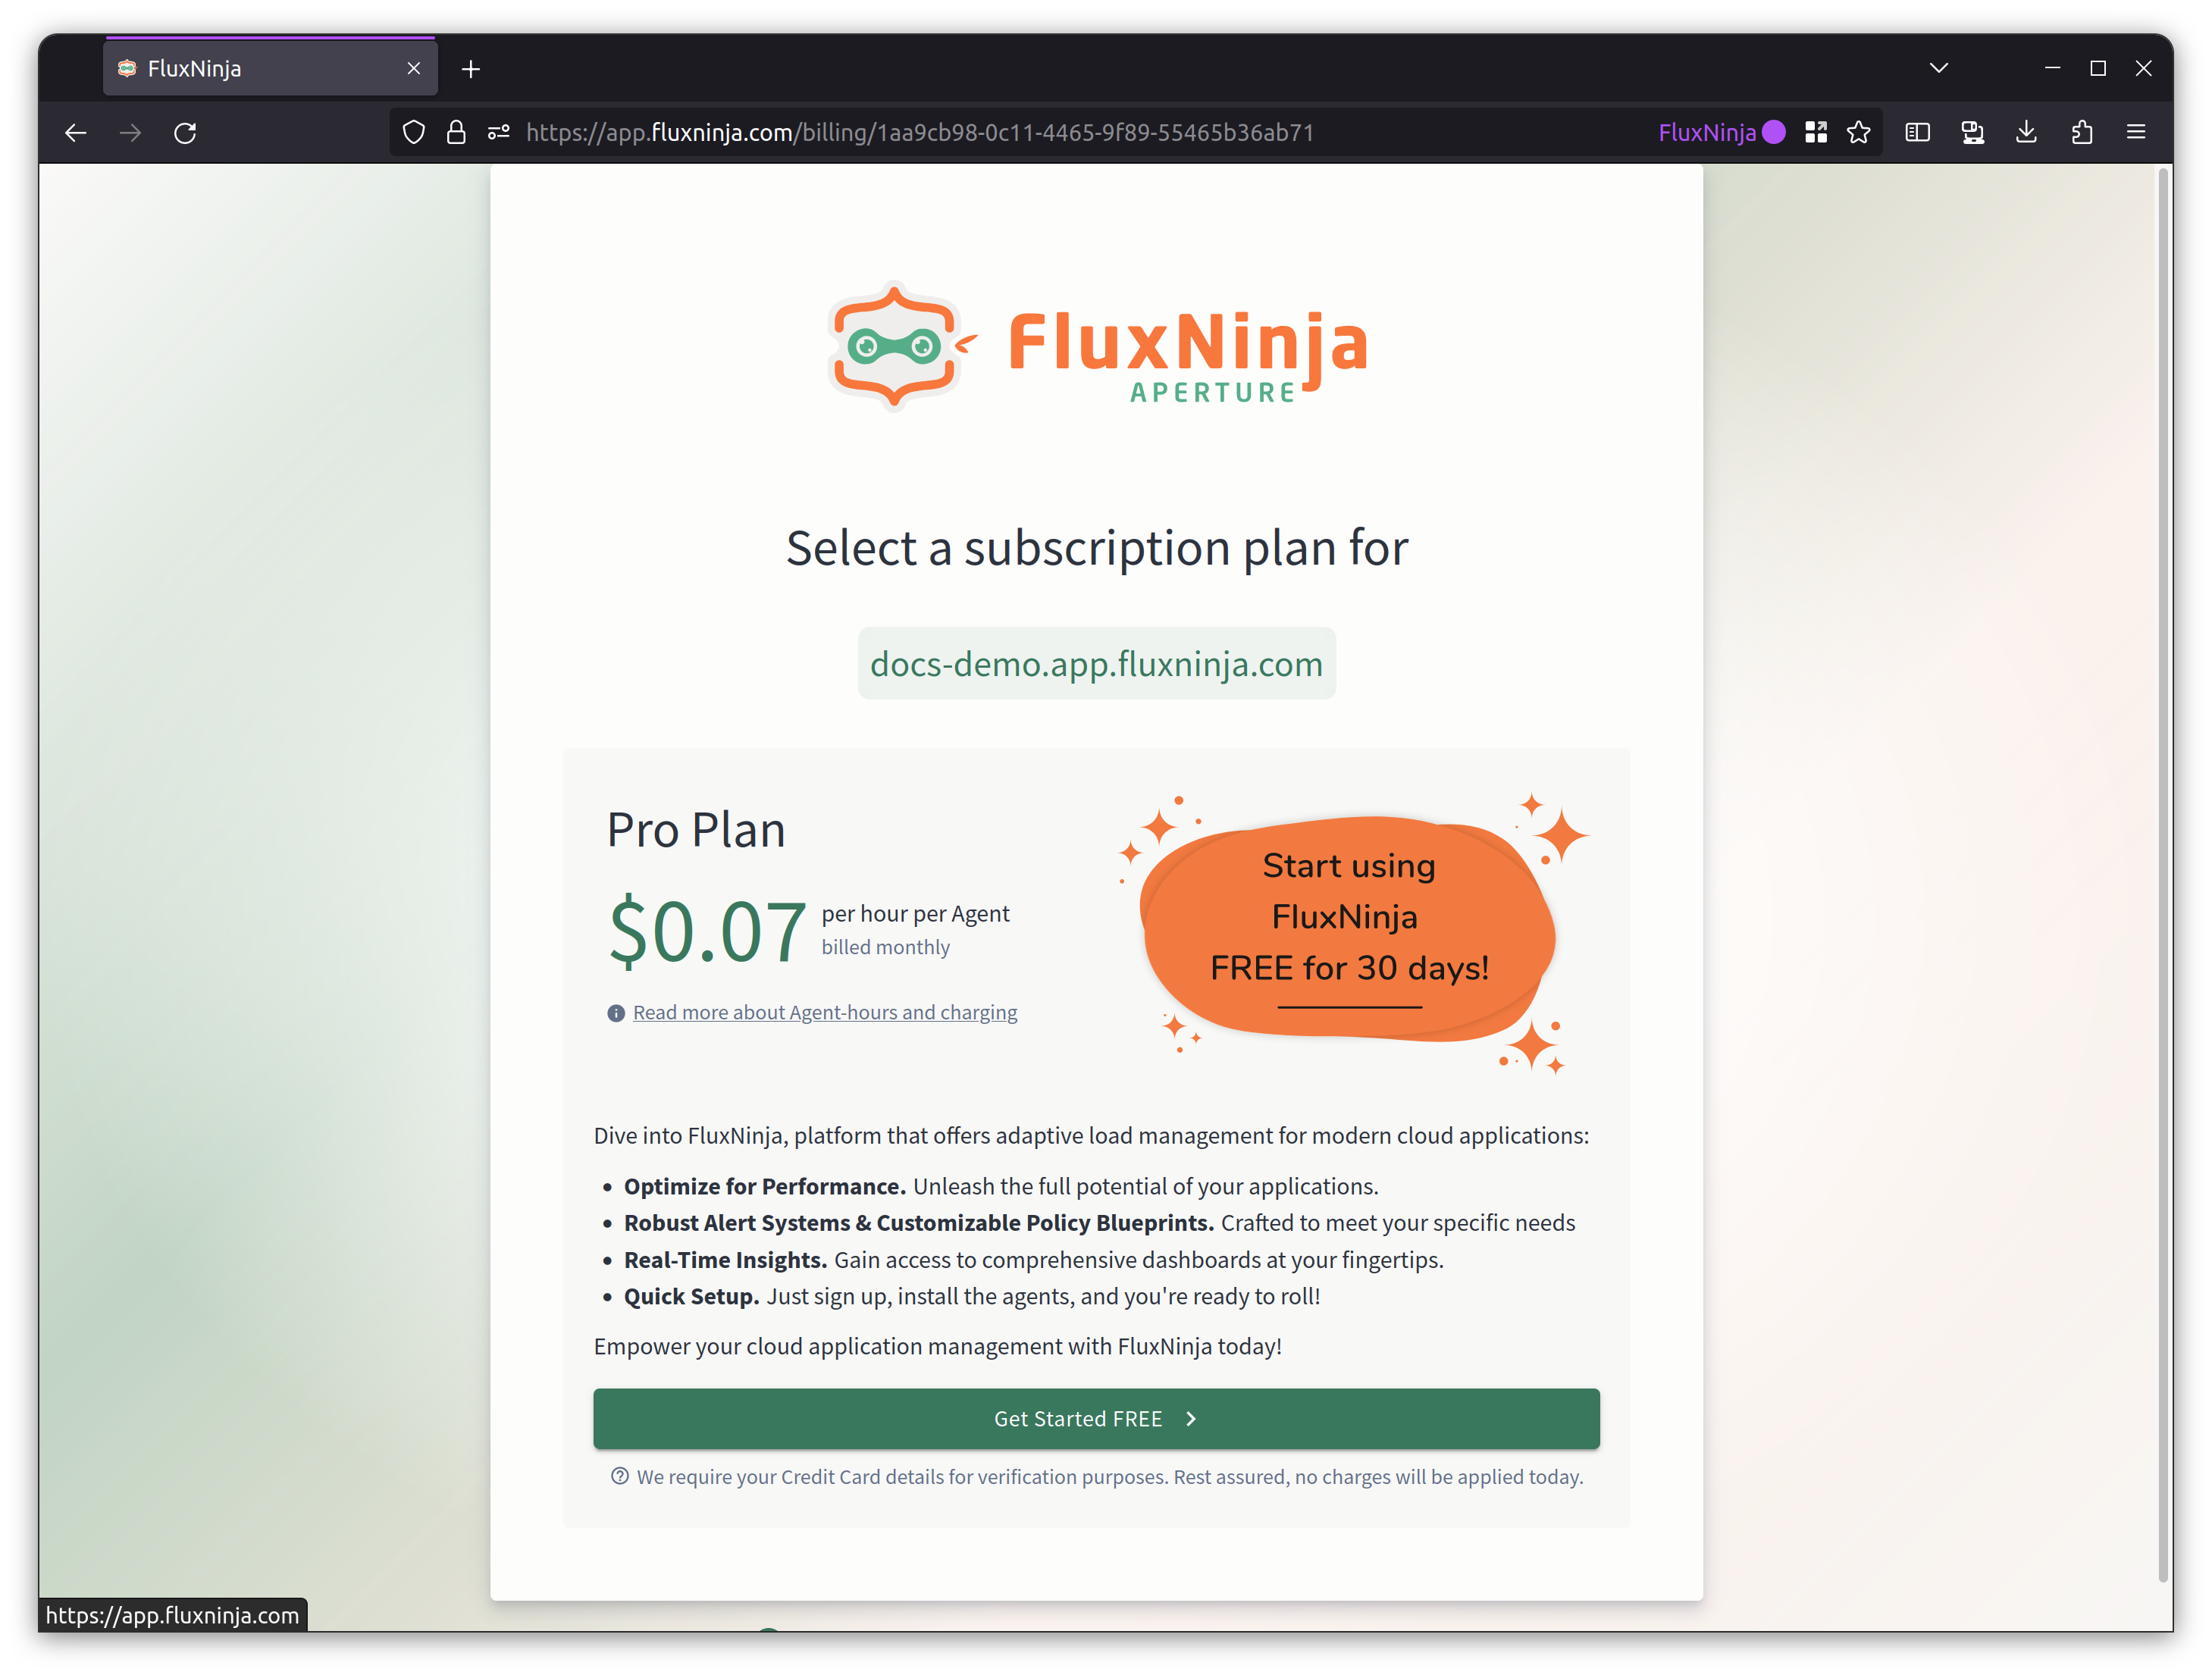 FluxNinja
https://app.fluxninja.com/billing/1aa9cb98-0c11-4465-9f89-55465b36ab71
FluxNinja
FluxNinja
APERTURE
Select a subscription plan for
docs-demo.app.fluxninja.com
Pro Plan
$0.07
per hour per Agent
billed monthly
Read more about Agent-hours and charging
Start using
FluxNinja
FREE for 30 days!
Dive into FluxNinja, platform that offers adaptive load management for modern cloud applications:
• Optimize for Performance. Unleash the full potential of your applications.
• Robust Alert Systems & Customizable Policy Blueprints. Crafted to meet your specific needs
• Real-Time Insights. Gain access to comprehensive dashboards at your fingertips.
• Quick Setup. Just sign up, install the agents, and you're ready to roll!
Empower your cloud application management with FluxNinja today!
Get Started FREE
We require your Credit Card details for verification purposes. Rest assured, no charges will be applied today.
https://app.fluxninja.com